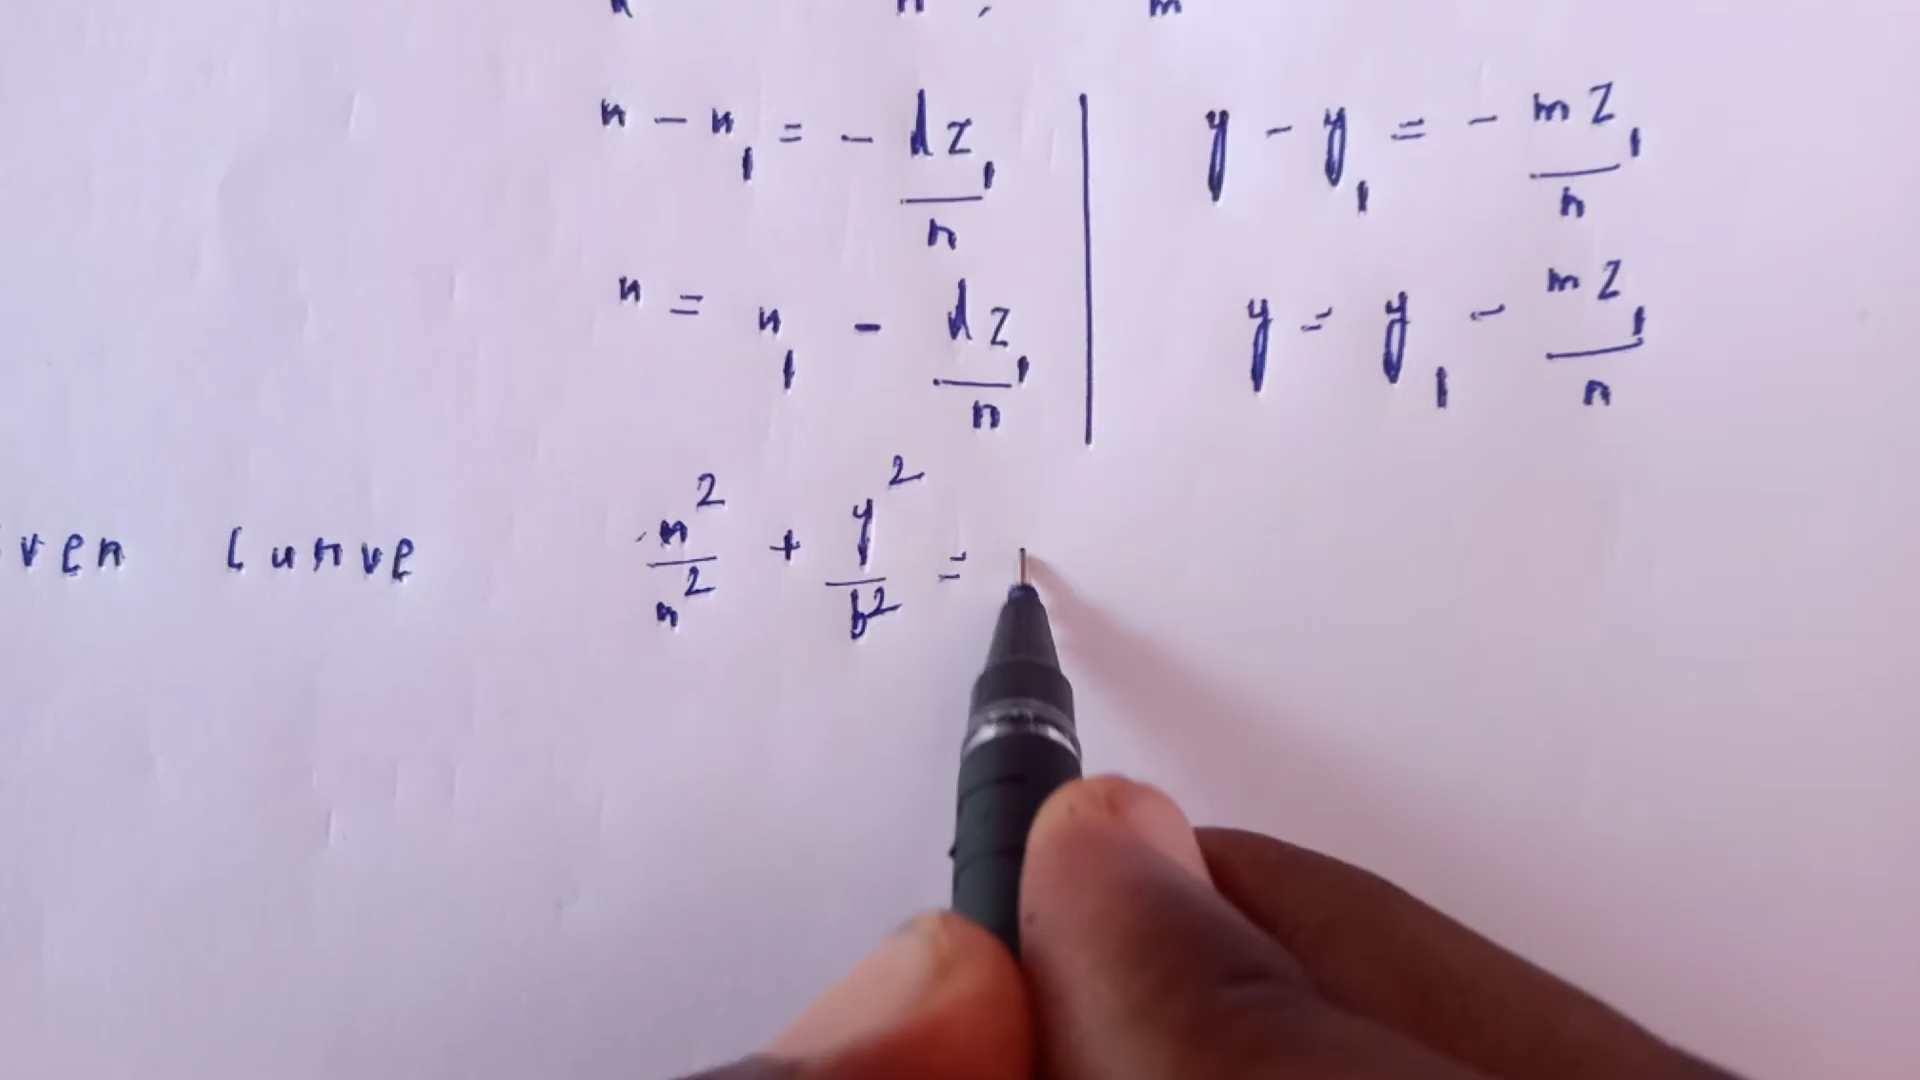 x - x₁ = - lz₁/n | y - y₁ = - mz₁/n
x = x₁ - lz₁/n | y = y₁ - mz₁/n
ven curve x²/a² + y²/b² = 1